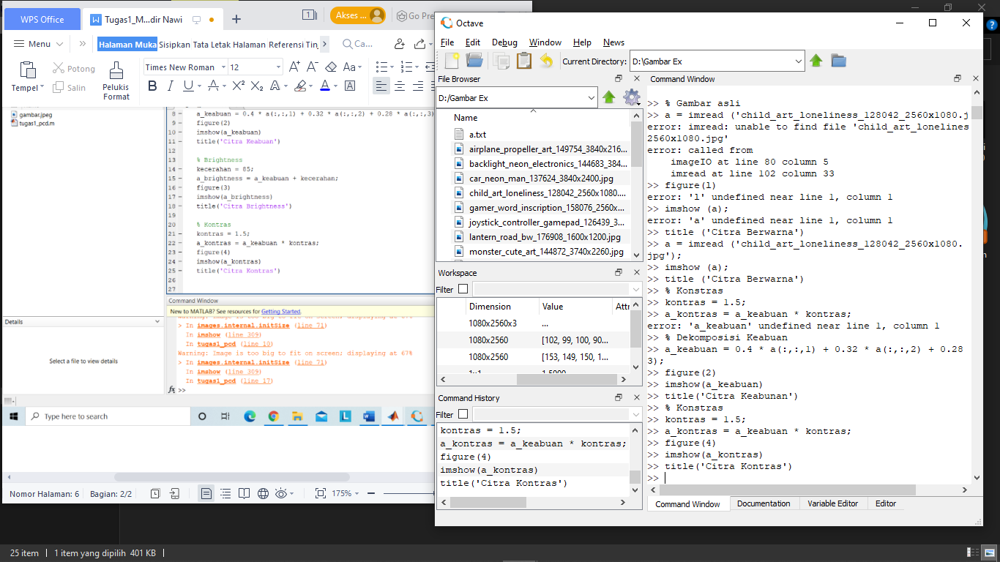 WPS Office
Tugas1_M...dir Nawi
1
Akses ...
Go Pre
Menu
Halaman Muka Sisipkan Tata Letak Halaman Referensi
Ca...
Tempel
Potong
Salin
Pelukis
Format
Times New Roman
12
gambar.jpeg
tugas1_pcd.m
Details
Select a file to view details
8 – a_keabuan = 0.4 * a(:,:,1) + 0.32 * a(:,:,2) + 0.28 * a(:,:,3)
9 – figure(2)
10 – imshow(a_keabuan)
11 – title('Citra Keabuan')
12
13 % Brightness
14 – kecerahan = 85;
15 – a_brightness = a_keabuan + kecerahan;
16 – figure(3)
17 – imshow(a_brightness)
18 – title('Citra Brightness')
19
20 % Kontras
21 – kontras = 1.5;
22 – a_kontras = a_keabuan * kontras;
23 – figure(4)
24 – imshow(a_kontras)
25 – title('Citra Kontras')
26
27
Command Window
New to MATLAB? See resources for Getting Started.
Warning: Image is too big to fit on screen; displaying at 67%
> In images.internal.initSize (line 71)
In imshow (line 309)
In tugas1_pcd (line 10)
Warning: Image is too big to fit on screen; displaying at 67%
> In images.internal.initSize (line 71)
In imshow (line 309)
In tugas1_pcd (line 17)
fx >>
Type here to search
Nomor Halaman: 6 Bagian: 2/2
175%
25 item 1 item yang dipilih 401 KB
Octave
File Edit Debug Window Help News
Current Directory: D:\Gambar Ex
File Browser
D:/Gambar Ex
Name
a.txt
airplane_propeller_art_149754_3840x216...
backlight_neon_electronics_144683_384...
car_neon_man_137624_3840x2400.jpg
child_art_loneliness_128042_2560x1080....
gamer_word_inscription_158076_2560x...
joystick_controller_gamepad_126439_3...
lantern_road_bw_176908_1600x1200.jpg
monster_cute_art_144872_3740x2260.jpg
Workspace
Filter
Dimension Value Attr
1080x2560x3 ...
1080x2560 [102, 99, 100, 90...
1080x2560 [153, 149, 150, 1...
1x1 1.5000
Command History
Filter
kontras = 1.5;
a_kontras = a_keabuan * kontras;
figure(4)
imshow(a_kontras)
title('Citra Kontras')
Command Window
>> % Gambar asli
>> a = imread ('child_art_loneliness_128042_2560x1080.j
error: imread: unable to find file 'child_art_lonelines
2560x1080.jpg'
error: called from
imageIO at line 80 column 5
imread at line 102 column 33
>> figure(l)
error: 'l' undefined near line 1, column 1
>> imshow (a);
error: 'a' undefined near line 1, column 1
>> title ('Citra Berwarna')
>> a = imread ('child_art_loneliness_128042_2560x1080.
jpg');
>> imshow (a);
>> title ('Citra Berwarna')
>> % Konstras
>> kontras = 1.5;
>> a_kontras = a_keabuan * kontras;
error: 'a_keabuan' undefined near line 1, column 1
>> % Dekomposisi Keabuan
>> a_keabuan = 0.4 * a(:,:,1) + 0.32 * a(:,:,2) + 0.28
3);
>> figure(2)
>> imshow(a_keabuan)
>> title('Citra Keabunan')
>> % Konstras
>> kontras = 1.5;
>> a_kontras = a_keabuan * kontras;
>> figure(4)
>> imshow(a_kontras)
>> title('Citra Kontras')
>>
Command Window Documentation Variable Editor Editor